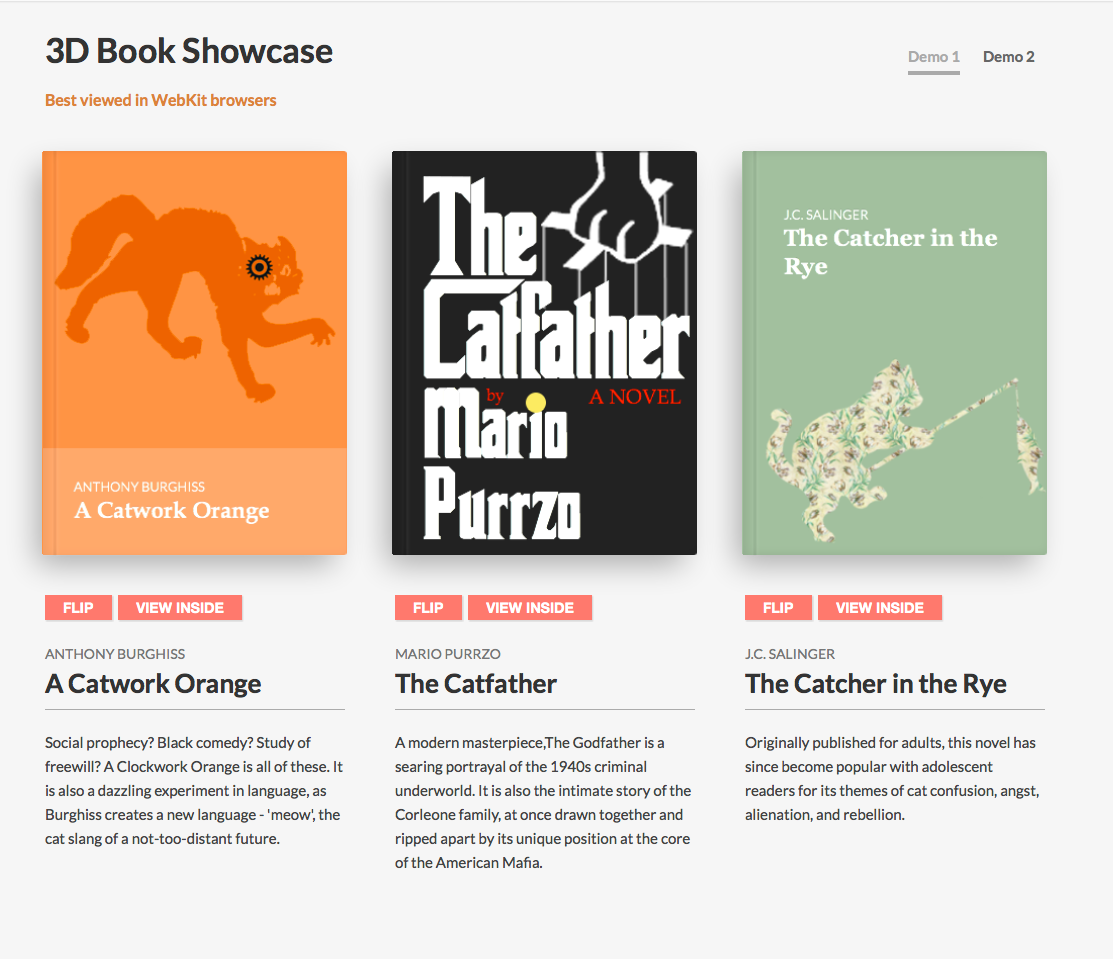 3D Book Showcase
Demo 1 Demo 2
Best viewed in WebKit browsers
ANTHONY BURGHISS
A Catwork Orange
The
Catfather
by
A NOVEL
Mario
Purrzo
J.C. SALINGER
The Catcher in the
Rye
FLIP VIEW INSIDE
ANTHONY BURGHISS
A Catwork Orange
Social prophecy? Black comedy? Study of
freewill? A Clockwork Orange is all of these. It
is also a dazzling experiment in language, as
Burghiss creates a new language - 'meow', the
cat slang of a not-too-distant future.
FLIP VIEW INSIDE
MARIO PURRZO
The Catfather
A modern masterpiece,The Godfather is a
searing portrayal of the 1940s criminal
underworld. It is also the intimate story of the
Corleone family, at once drawn together and
ripped apart by its unique position at the core
of the American Mafia.
FLIP VIEW INSIDE
J.C. SALINGER
The Catcher in the Rye
Originally published for adults, this novel has
since become popular with adolescent
readers for its themes of cat confusion, angst,
alienation, and rebellion.